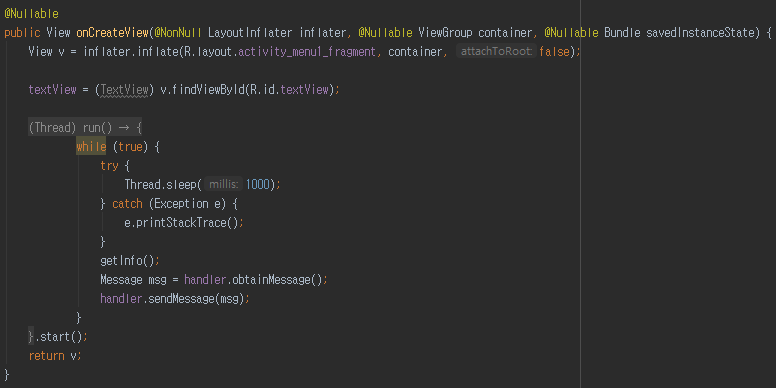 @Nullable
public View onCreateView(@NonNull LayoutInflater inflater, @Nullable ViewGroup container, @Nullable Bundle savedInstanceState) {
View v = inflater.inflate(R.layout.activity_menu1_fragment, container, attachToRoot: false);
textView = (TextView) v.findViewById(R.id.textView);
(Thread) run() → {
while (true) {
try {
Thread.sleep( millis: 1000);
} catch (Exception e) {
e.printStackTrace();
}
getInfo();
Message msg = handler.obtainMessage();
handler.sendMessage(msg);
}
}.start();
return v;
}